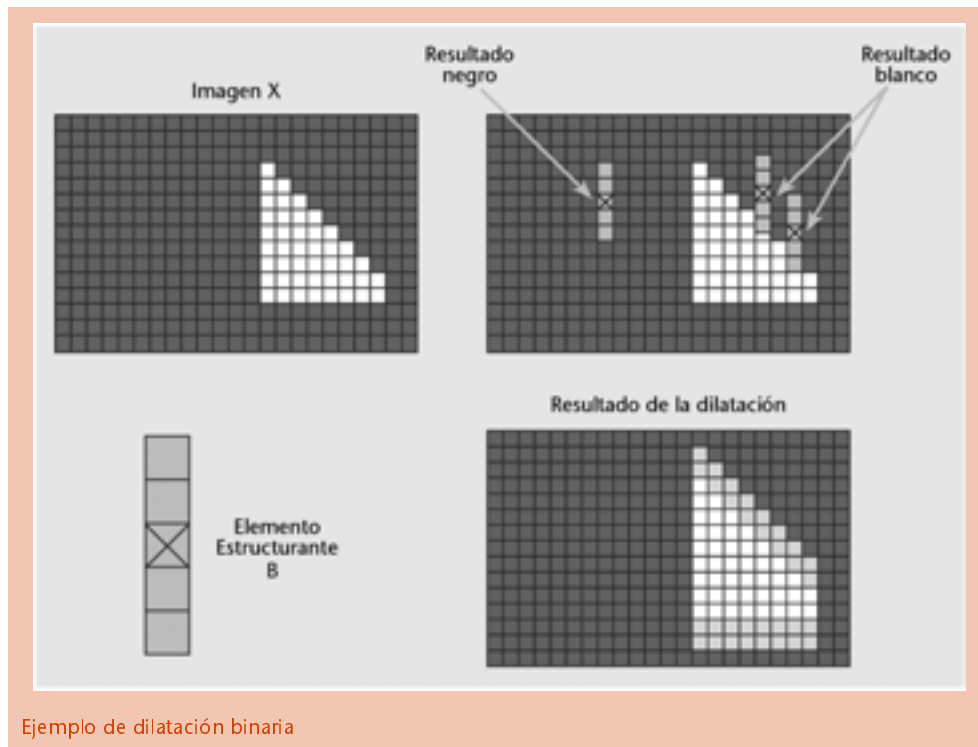 Resultado
negro
Resultado
blanco
Imagen X
Resultado de la dilatación
Elemento
Estructurante
B
Ejemplo de dilatación binaria